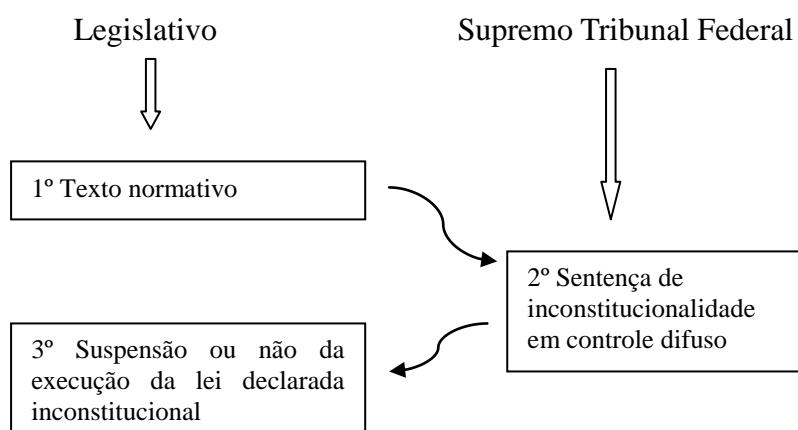 Legislativo
Supremo Tribunal Federal
1º Texto normativo
2º Sentença de
inconstitucionalidade
em controle difuso
3º Suspensão ou não da
execução da lei declarada
inconstitucional